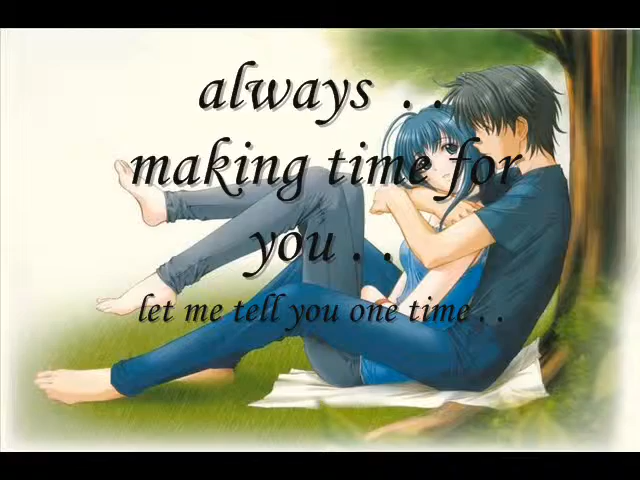 always . .
making time for
you . .
let me tell you one time . .